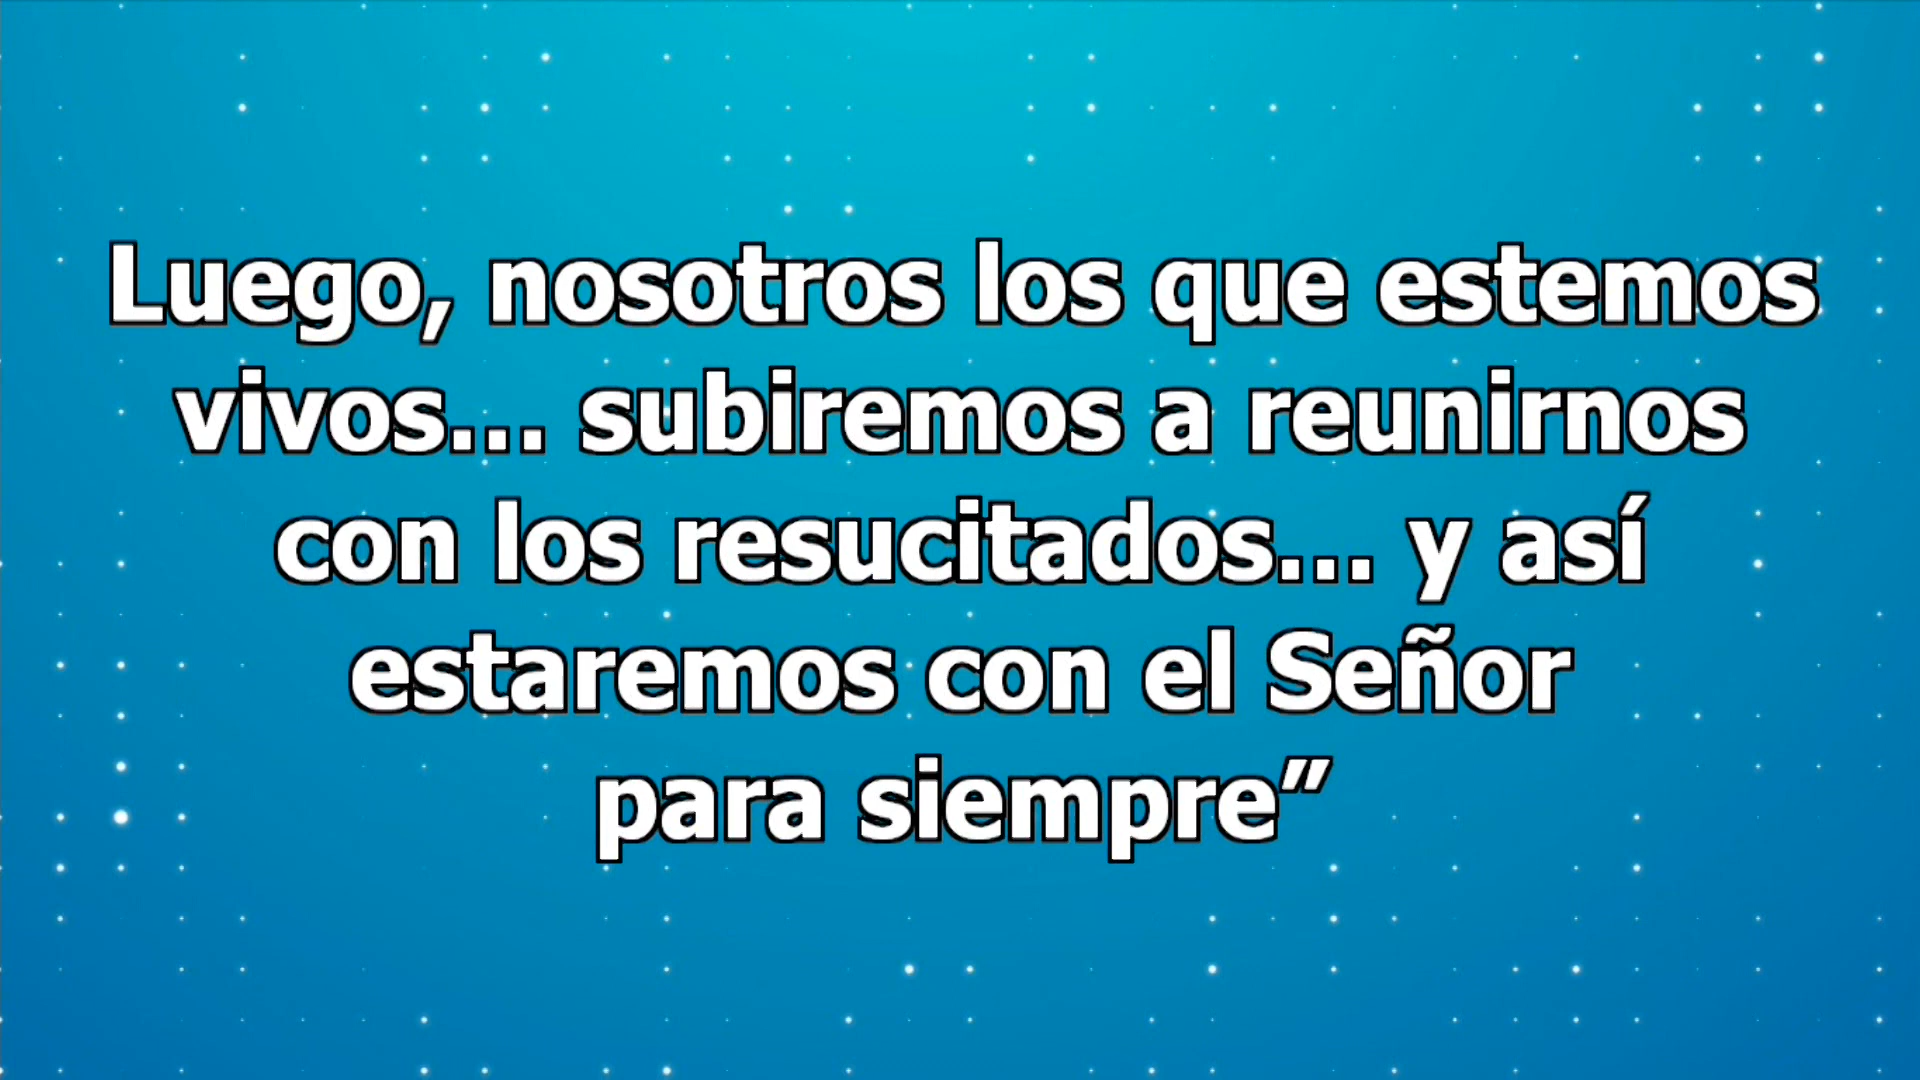 Luego, nosotros los que estemos
vivos... subiremos a reunirnos
con los resucitados... y así
estaremos con el Señor
para siempre”